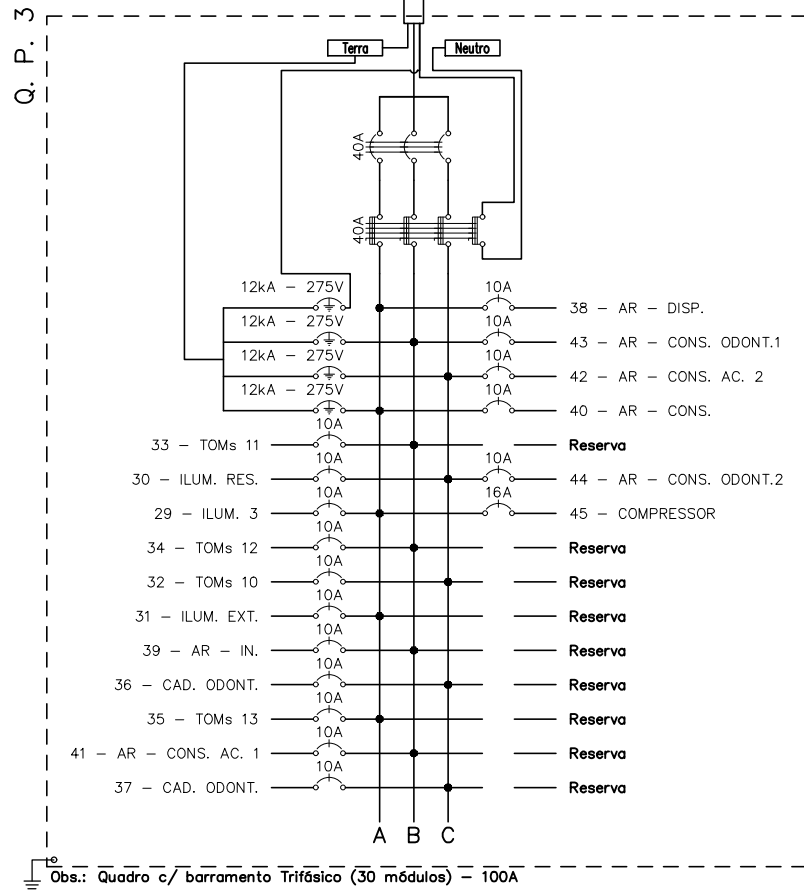 Q. P. 3
Terra
Neutro
40A
40A
12kA – 275V
10A
38 – AR – DISP.
12kA – 275V
10A
43 – AR – CONS. ODONT.1
12kA – 275V
10A
42 – AR – CONS. AC. 2
12kA – 275V
10A
40 – AR – CONS.
10A
33 – TOMs 11
Reserva
10A
10A
30 – ILUM. RES.
44 – AR – CONS. ODONT.2
10A
16A
29 – ILUM. 3
45 – COMPRESSOR
10A
34 – TOMs 12
Reserva
10A
32 – TOMs 10
Reserva
10A
31 – ILUM. EXT.
Reserva
10A
39 – AR – IN.
Reserva
10A
36 – CAD. ODONT.
Reserva
10A
35 – TOMs 13
Reserva
10A
41 – AR – CONS. AC. 1
Reserva
10A
37 – CAD. ODONT.
Reserva
A B C
Obs.: Quadro c/ barramento Trifásico (30 módulos) – 100A